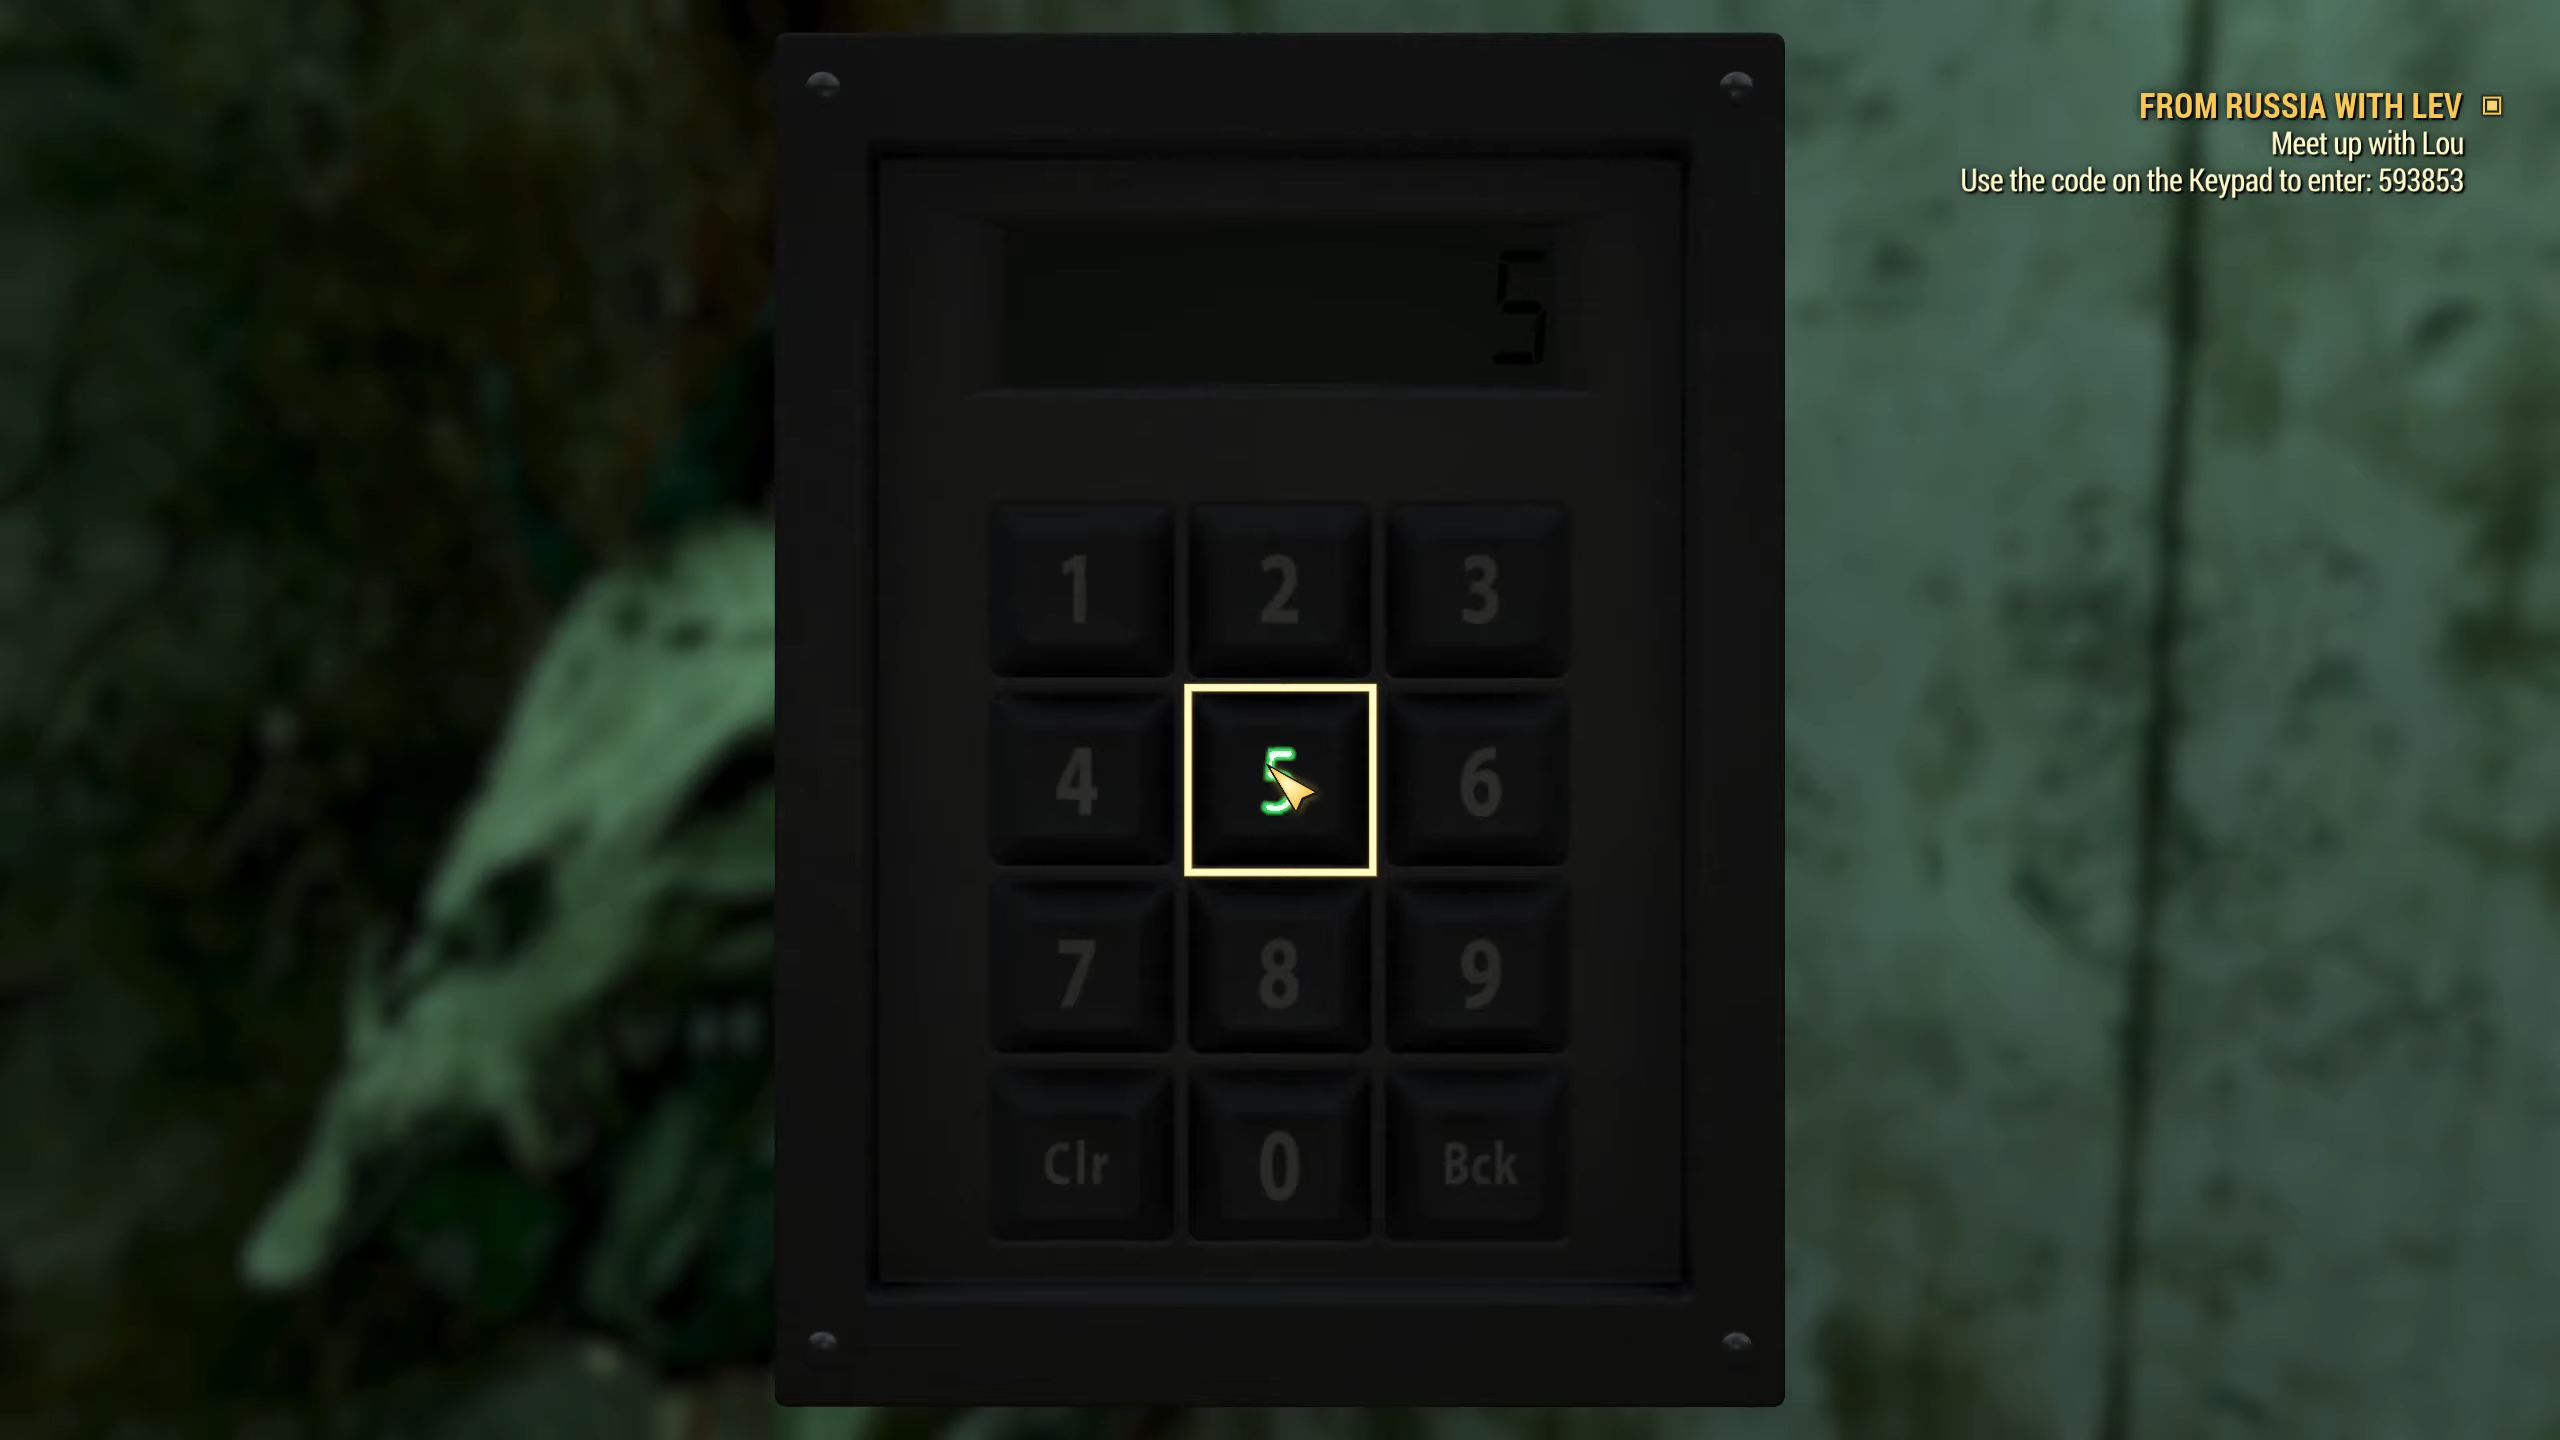 FROM RUSSIA WITH LEV
Meet up with Lou
Use the code on the Keypad to enter: 593853
5
1 2 3
4 5 6
7 8 9
Clr 0 Bck